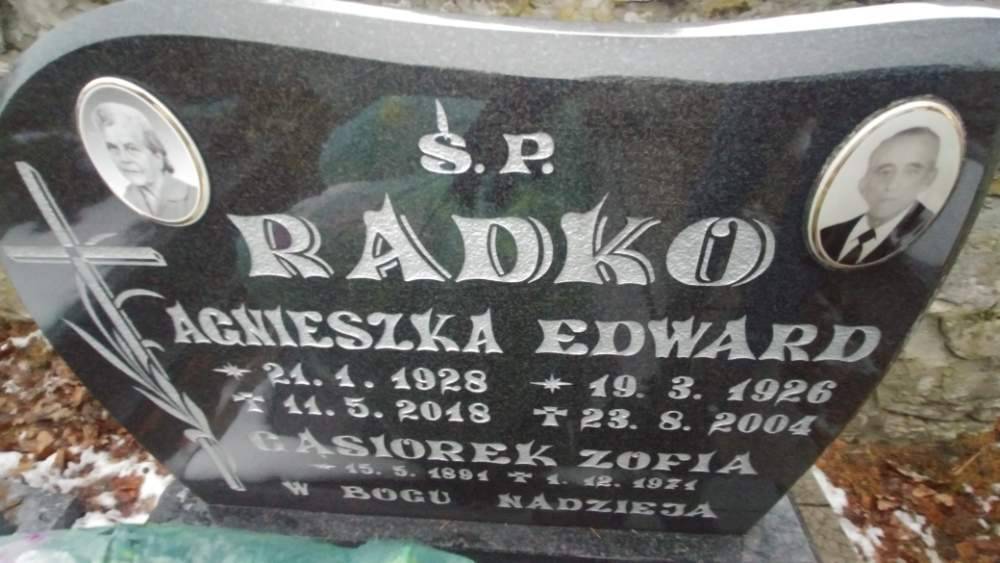 Ś. P.
RADKO
AGNIESZKA EDWARD
* 21. 1. 1928 * 19. 3. 1926
✝ 11. 5. 2018 ✝ 23. 8. 2004
GĄSIOREK ZOFIA
* 15. 5. 1891 ✝ 1. 12. 1971
W BOGU NADZIEJA